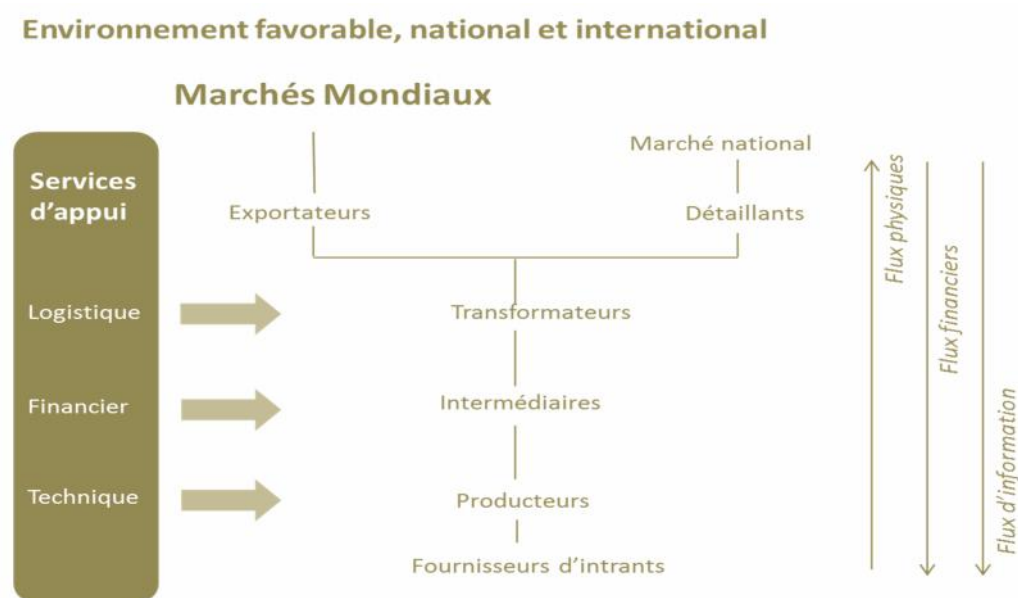 Environnement favorable, national et international
Marchés Mondiaux
Services
d'appui
Logistique
Financier
Technique
Marché national
Exportateurs
Détaillants
Transformateurs
Intermédiaires
Producteurs
Fournisseurs d'intrants
Flux physiques
Flux financiers
Flux d'information